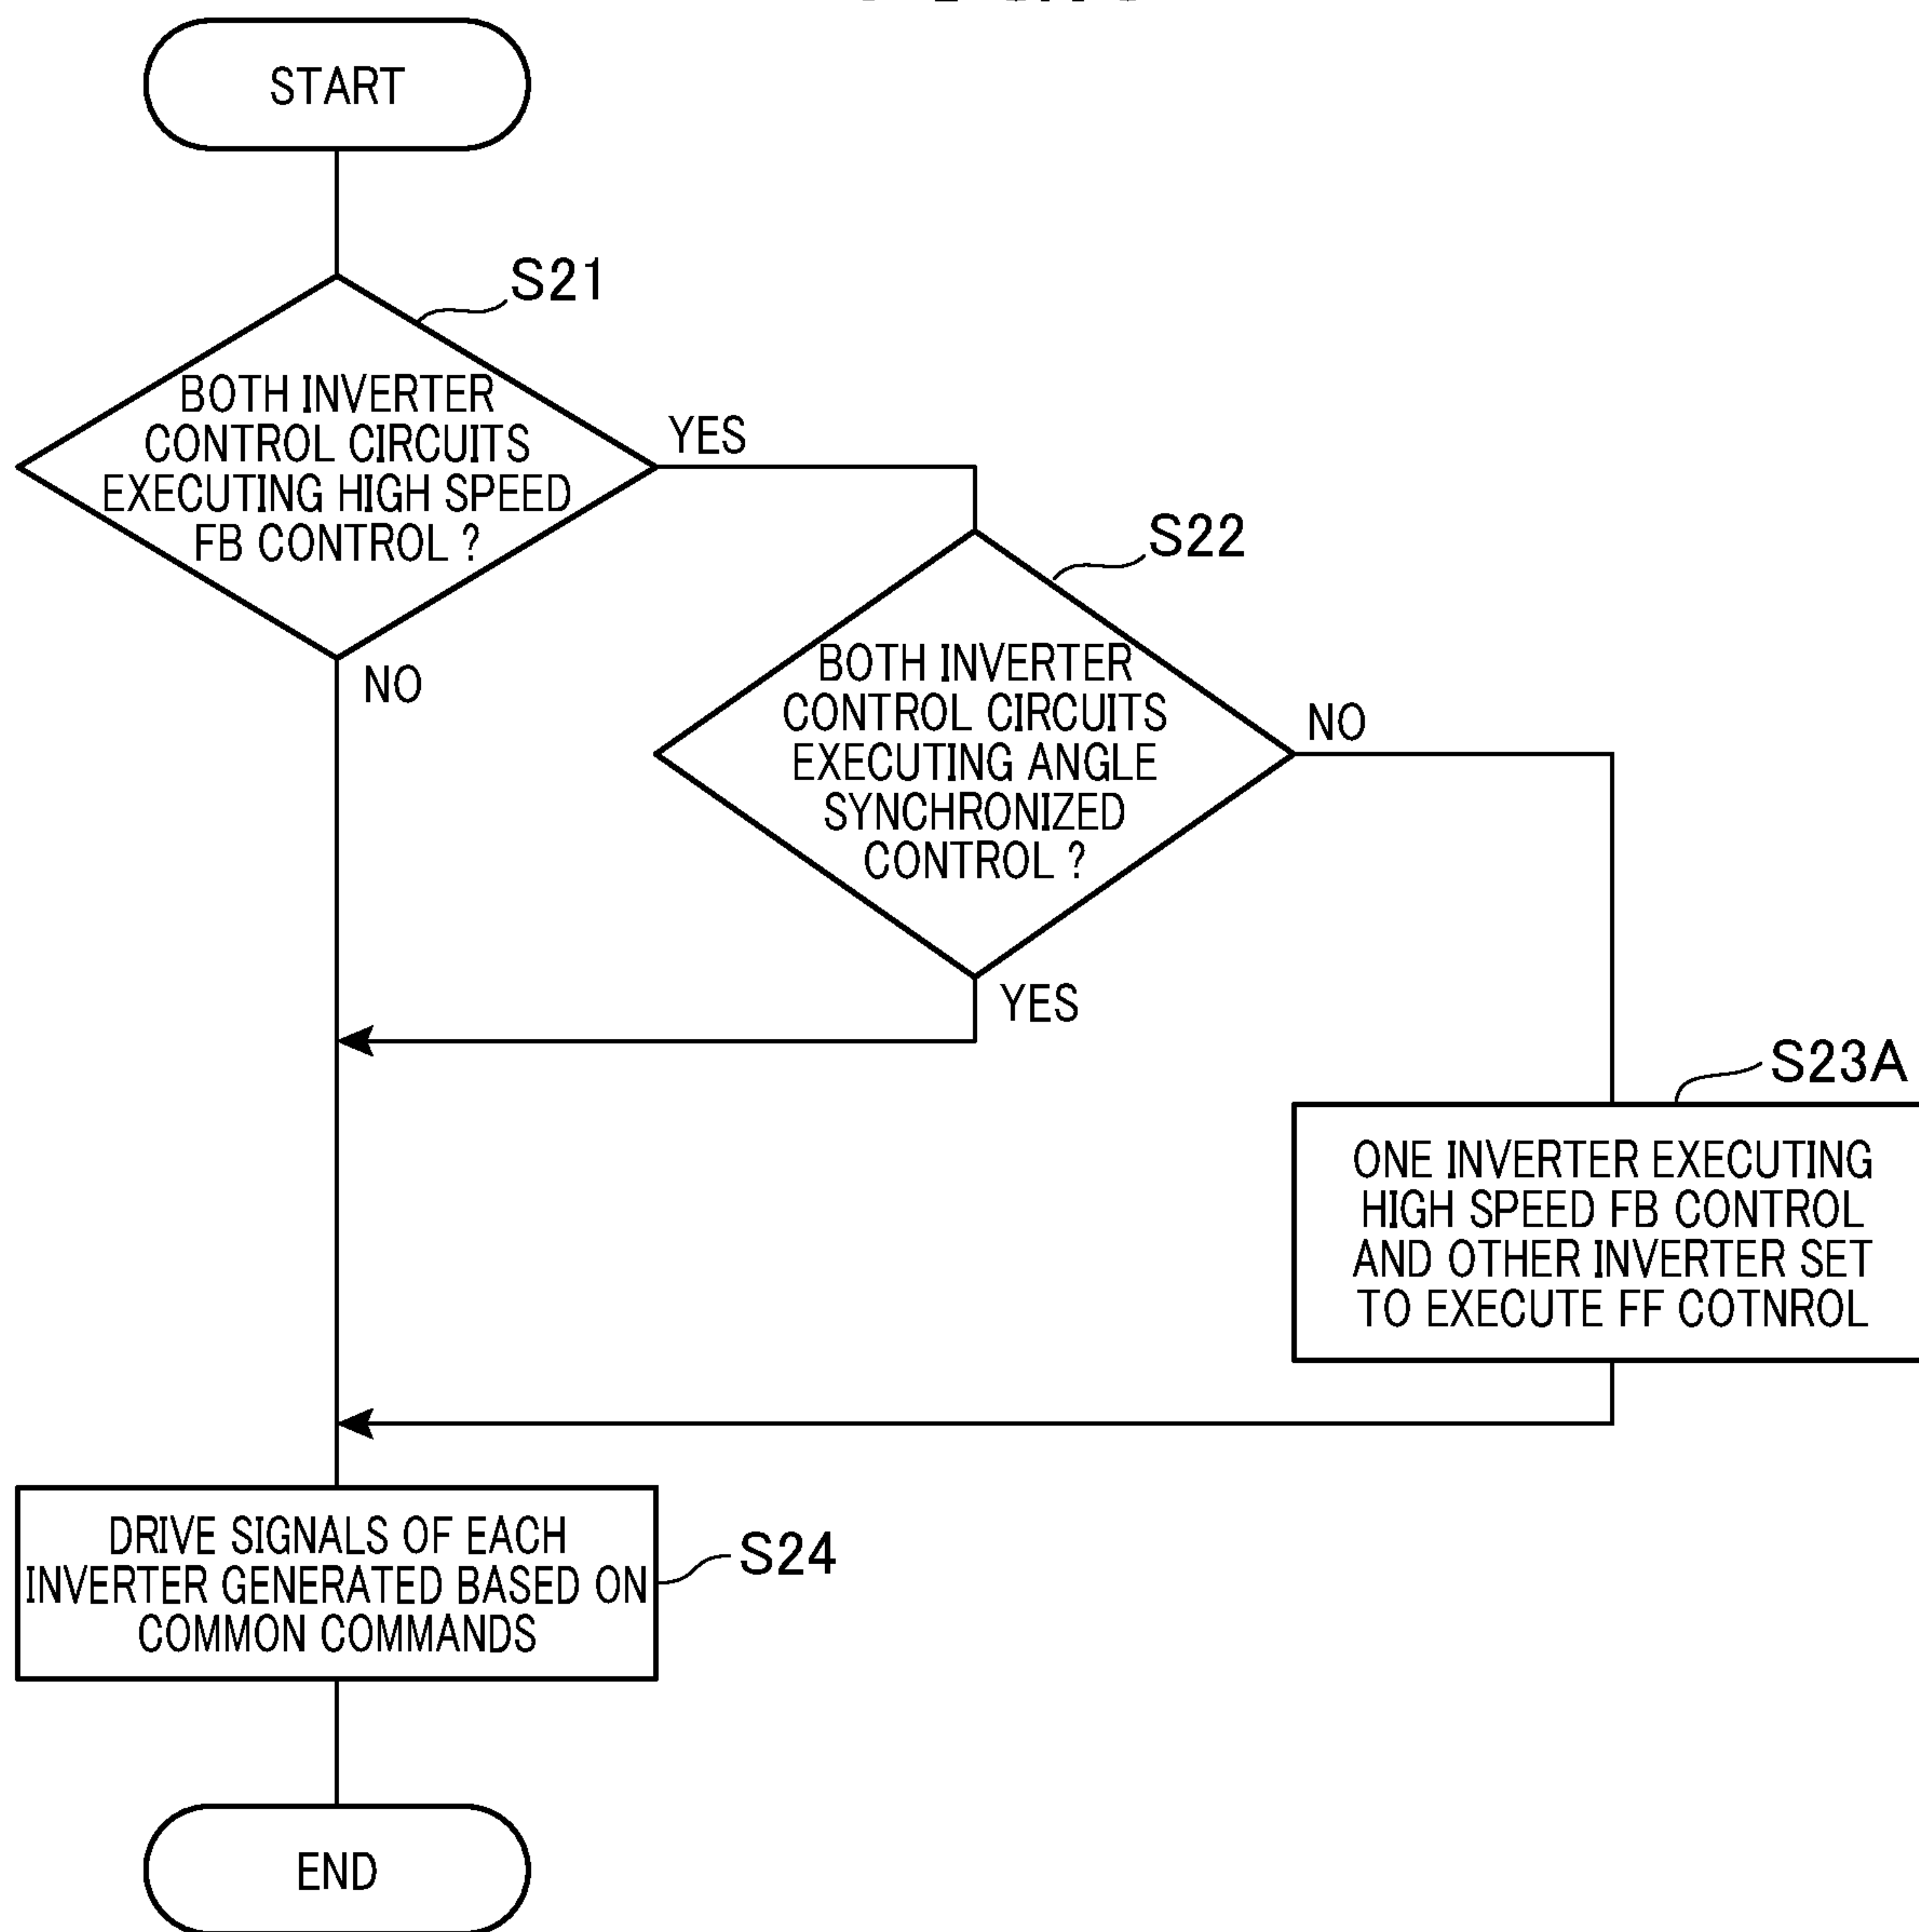 START
S21
BOTH INVERTER
CONTROL CIRCUITS
EXECUTING HIGH SPEED
FB CONTROL ?
YES
NO
S22
BOTH INVERTER
CONTROL CIRCUITS
EXECUTING ANGLE
SYNCHRONIZED
CONTROL ?
NO
YES
S23A
ONE INVERTER EXECUTING
HIGH SPEED FB CONTROL
AND OTHER INVERTER SET
TO EXECUTE FF COTNROL
DRIVE SIGNALS OF EACH
INVERTER GENERATED BASED ON
COMMON COMMANDS
S24
END